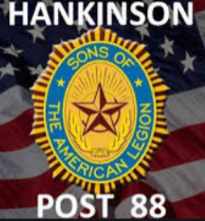 HANKINSON
SONS OF
THE AMERICAN LEGION
POST 88